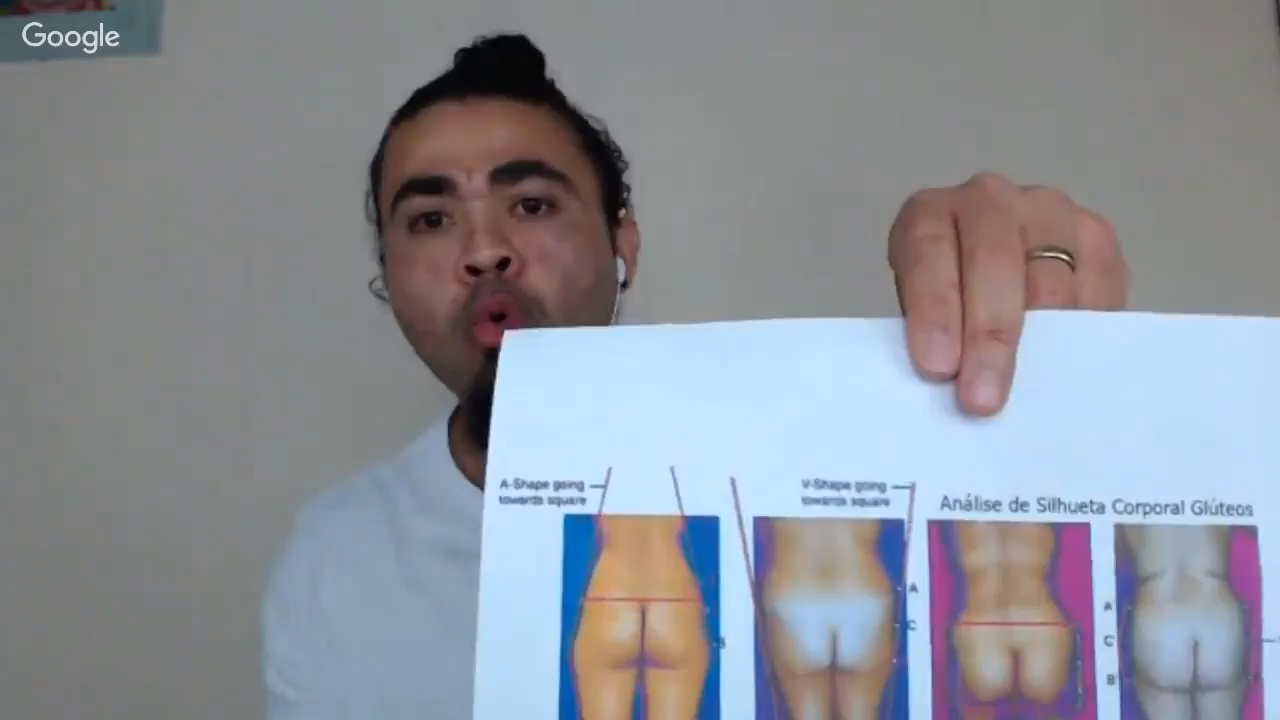 Google
A-Shape going
towards square
V-Shape going
towards square
Análise de Silhueta Corporal Glúteos
A
C
B
A
C
B